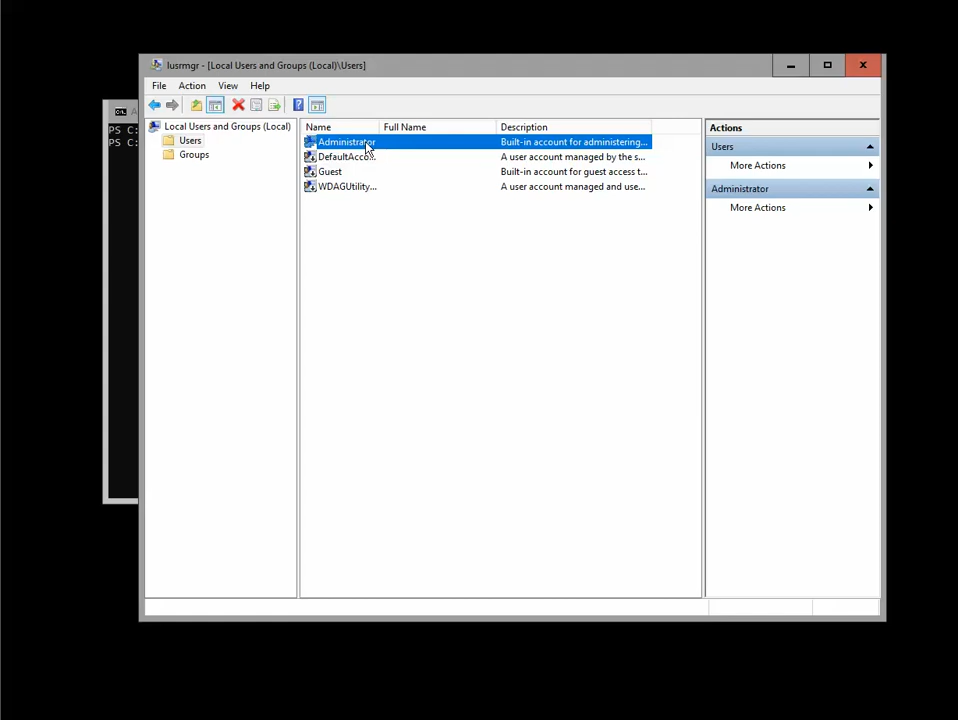 lusrmgr - [Local Users and Groups (Local)\Users]
File Action View Help
Local Users and Groups (Local)
Users
Groups
Name Full Name Description
Administrator Built-in account for administering...
DefaultAcco... A user account managed by the s...
Guest Built-in account for guest access t...
WDAGUtility... A user account managed and use...
Actions
Users
More Actions
Administrator
More Actions
PS C:
PS C: